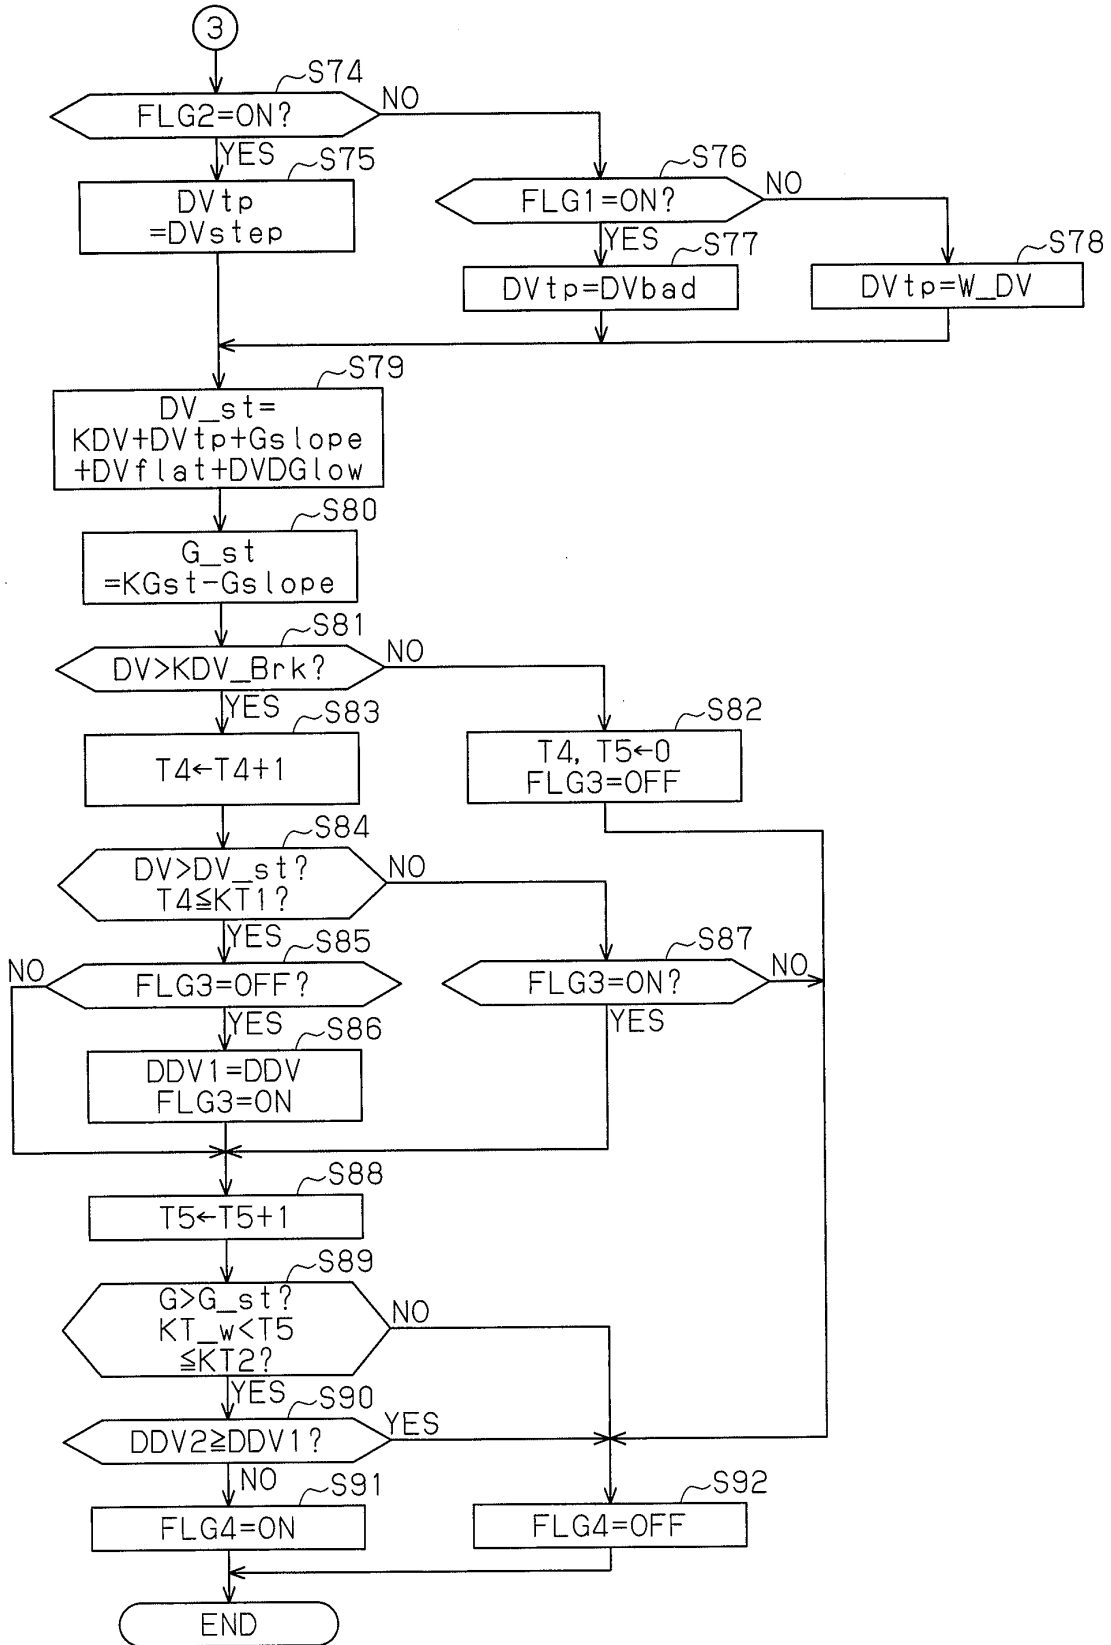 3
S74
FLG2=ON?
NO
YES
S75
DVtp
=DVstep
S76
FLG1=ON?
NO
YES
S77
DVtp=DVbad
S78
DVtp=W_DV
S79
DV_st=
KDV+DVtp+Gslope
+DVflat+DVDGlow
S80
G_st
=KGst-Gslope
S81
DV>KDV_Brk?
NO
YES
S82
T4, T5←0
FLG3=OFF
S83
T4←T4+1
S84
DV>DV_st?
T4≦KT1?
NO
YES
S85
NO
FLG3=OFF?
YES
S86
DDV1=DDV
FLG3=ON
S87
FLG3=ON?
NO
YES
S88
T5←T5+1
S89
G>G_st?
KT_w<T5
≦KT2?
NO
YES
S90
DDV2≧DDV1?
YES
NO
S91
FLG4=ON
S92
FLG4=OFF
END